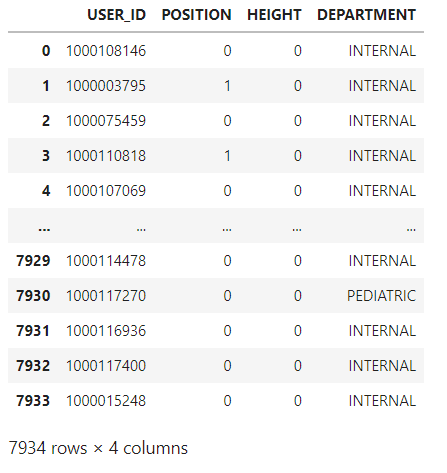 USER_ID POSITION HEIGHT DEPARTMENT
0 1000108146 0 0 INTERNAL
1 1000003795 1 0 INTERNAL
2 1000075459 0 0 INTERNAL
3 1000110818 1 0 INTERNAL
4 1000107069 0 0 INTERNAL
... ... ... ... ...
7929 1000114478 0 0 INTERNAL
7930 1000117270 0 0 PEDIATRIC
7931 1000116936 0 0 INTERNAL
7932 1000117400 0 0 INTERNAL
7933 1000015248 0 0 INTERNAL
7934 rows × 4 columns